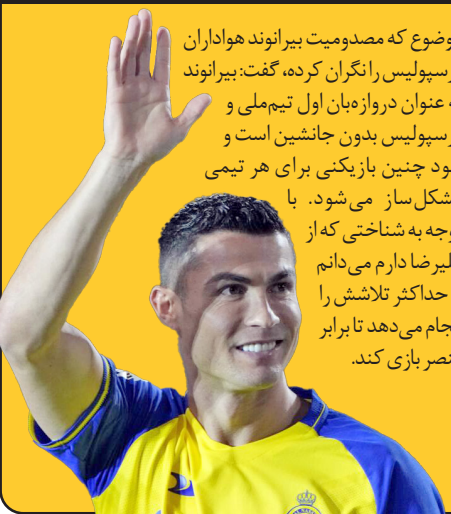 وضوع که مصدومیت بیرانوند هواداران
رسپولیس را نگران کرده، گفت: بیرانوند
ه عنوان دروازه‌بان اول تیم‌ملی و
رسپولیس بدون جانشین است و
بود چنین بازیکنی برای هر تیمی
شکل‌ساز می‌شود. با
وجه به شناختی که از
لیرضا دارم می‌دانم
حداکثر تلاشش را
جام می‌دهد تا برابر
نصر بازی کند.